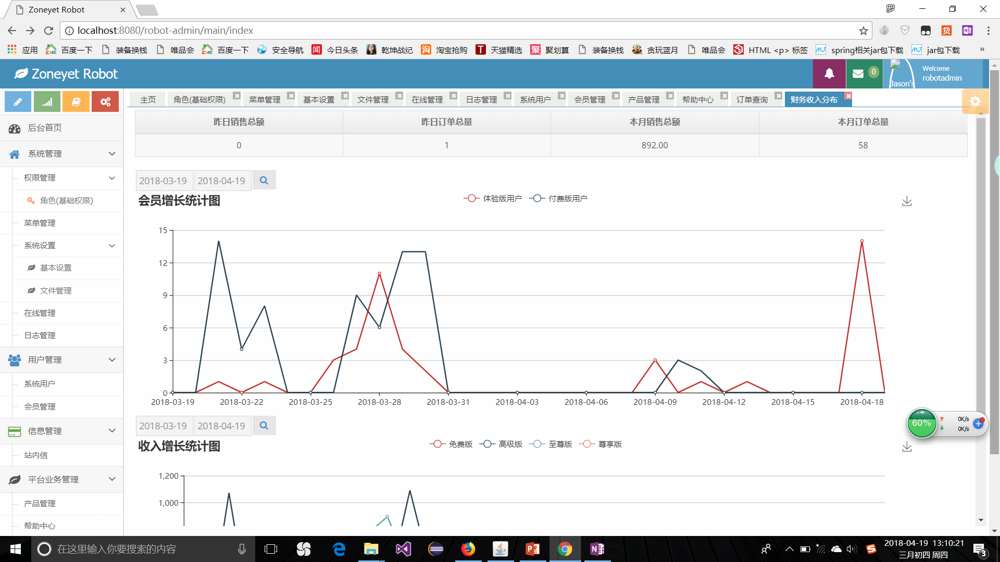 Zoneyet Robot
localhost:8080/robot-admin/main/index
应用 百度一下 装备换钱 唯品会 百度一下 安全导航 今日头条 乾坤战纪 淘宝抢购 天猫精选 聚划算 装备换钱 贪玩蓝月 唯品会 HTML <p> 标签 spring相关jar包下载 jar包下载 »
Zoneyet Robot
0
Jason's
Welcome
robotadmin
主页 角色(基础权限) 菜单管理 基本设置 文件管理 在线管理 日志管理 系统用户 会员管理 产品管理 帮助中心 订单查询 财务收入分布
后台首页
系统管理
权限管理
角色(基础权限)
菜单管理
系统设置
基本设置
文件管理
在线管理
日志管理
用户管理
系统用户
会员管理
信息管理
站内信
平台业务管理
产品管理
帮助中心
昨日销售总额 昨日订单总量 本月销售总额 本月订单总量
0 1 892.00 58
2018-03-19 2018-04-19
会员增长统计图
体验版用户 付费版用户
15
12
9
6
3
0
2018-03-19 2018-03-22 2018-03-25 2018-03-28 2018-03-31 2018-04-03 2018-04-06 2018-04-09 2018-04-12 2018-04-15 2018-04-18
2018-03-19 2018-04-19
收入增长统计图
免费版 高级版 至尊版 尊享版
1,200
1,000
60%
0K/s
0K/s
在这里输入你要搜索的内容
2018-04-19 13:10:21
三月初四 周四
3